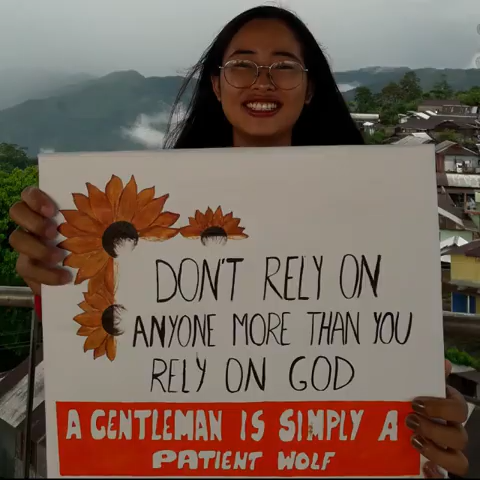 DON'T RELY ON
ANYONE MORE THAN YOU
RELY ON GOD
A GENTLEMAN IS SIMPLY A
PATIENT WOLF